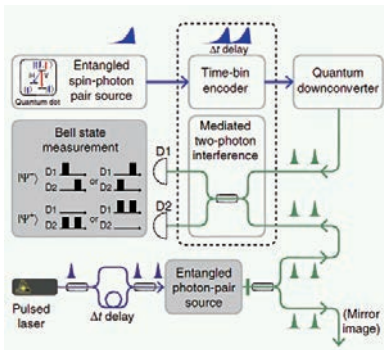 Δt delay
Entangled
spin-photon
pair source
Quantum dot
Time-bin
encoder
Quantum
downconverter
Bell state
measurement
|Ψ⁻⟩ D1 or D1
D2 D2
|Ψ⁺⟩ D1 or D1
D2 D2
D1
D2
Mediated
two-photon
interference
Pulsed
laser
Δt delay
Entangled
photon-pair
source
(Mirror
image)